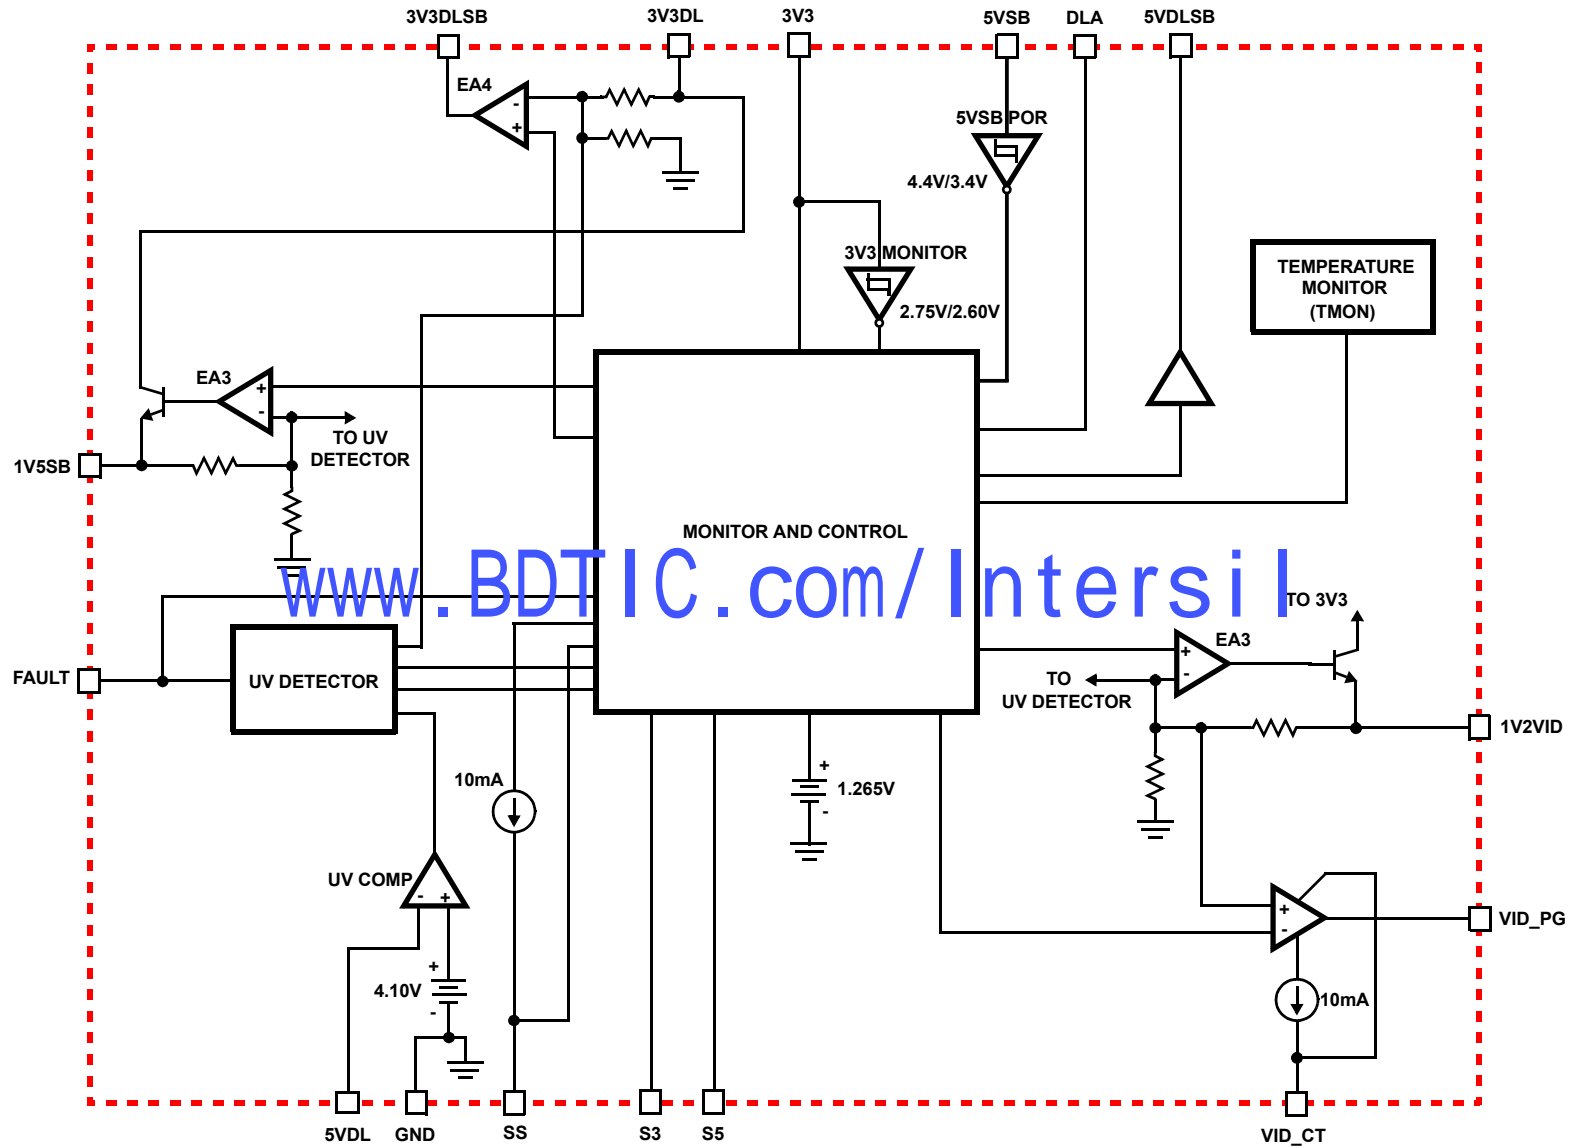 3V3DLSB
3V3DL
3V3
5VSB
DLA
5VDLSB
EA4
-
+
5VSB POR
4.4V/3.4V
3V3 MONITOR
2.75V/2.60V
TEMPERATURE
MONITOR
(TMON)
EA3
+
-
TO UV
DETECTOR
1V5SB
MONITOR AND CONTROL
www.BDTIC.com/Intersil
TO 3V3
EA3
+
-
TO
UV DETECTOR
FAULT
UV DETECTOR
1V2VID
10mA
+
1.265V
-
UV COMP
-
+
+
4.10V
-
+
-
VID_PG
10mA
5VDL
GND
SS
S3
S5
VID_CT